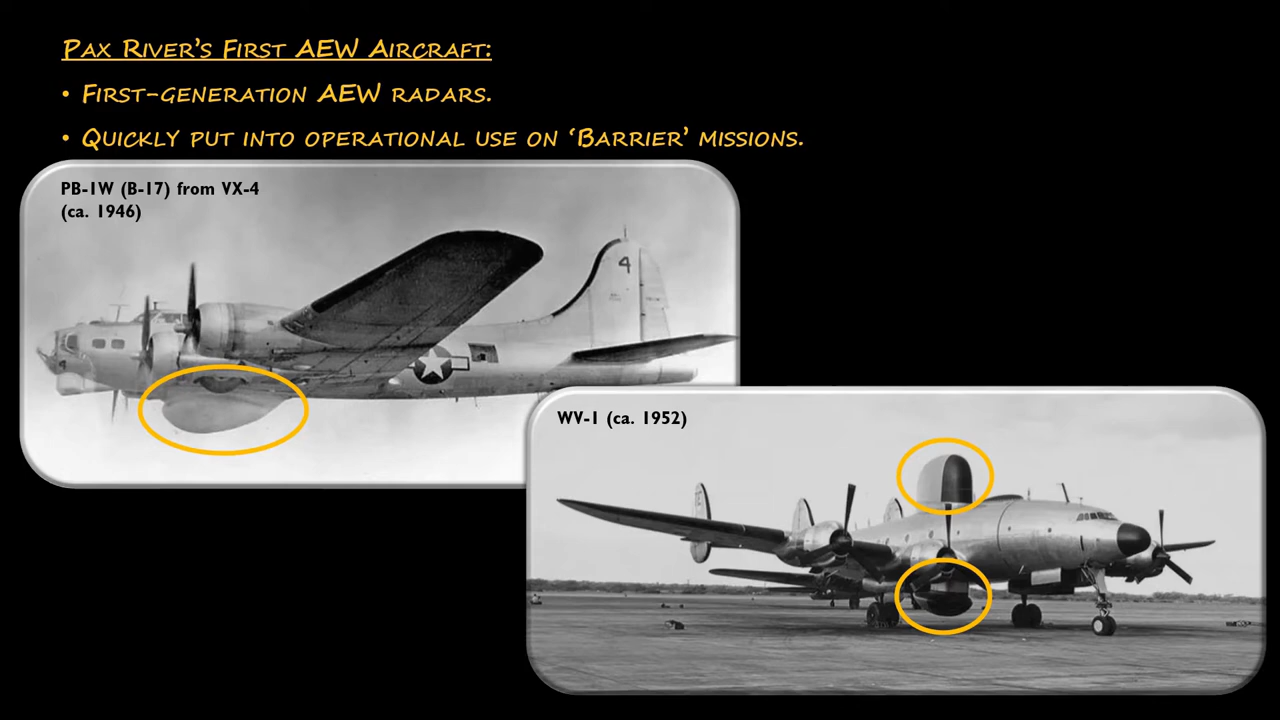 Pax River's First AEW Aircraft:
• First-generation AEW radars.
• Quickly put into operational use on 'Barrier' missions.
PB-1W (B-17) from VX-4
(ca. 1946)
4
WV-1 (ca. 1952)